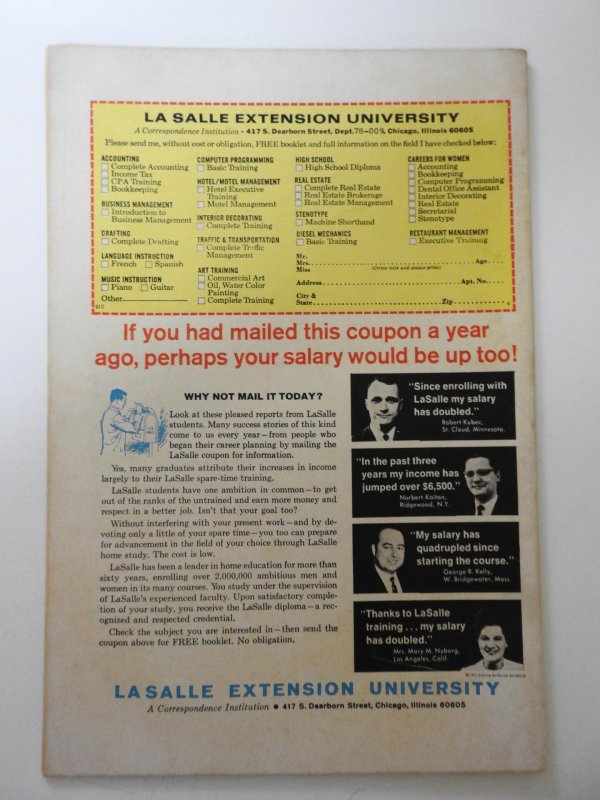 LA SALLE EXTENSION UNIVERSITY
A Correspondence Institution • 417 S. Dearborn Street, Dept. 78-009, Chicago, Illinois 60605
Please send me, without cost or obligation, FREE booklet and full information on the field I have checked below:
ACCOUNTING
Complete Accounting
Income Tax
CPA Training
Bookkeeping
BUSINESS MANAGEMENT
Introduction to
Business Management
DRAFTING
Complete Drafting
LANGUAGE INSTRUCTION
French Spanish
MUSIC INSTRUCTION
Piano Guitar
Other
COMPUTER PROGRAMMING
Basic Training
HOTEL/MOTEL MANAGEMENT
Hotel Executive
Training
Motel Management
INTERIOR DECORATING
Complete Training
TRAFFIC & TRANSPORTATION
Complete Traffic
Management
ART TRAINING
Commercial Art
Oil, Water Color
Painting
Complete Training
HIGH SCHOOL
High School Diploma
REAL ESTATE
Complete Real Estate
Real Estate Brokerage
Real Estate Management
STENOTYPE
Machine Shorthand
DIESEL MECHANICS
Basic Training
CAREERS FOR WOMEN
Accounting
Bookkeeping
Computer Programming
Dental Office Assistant
Interior Decorating
Real Estate
Secretarial
Stenotype
RESTAURANT MANAGEMENT
Executive Training
Mr.
Mrs. Age
Miss (Circle title and please print)
Address Apt. No.
City &
State Zip
If you had mailed this coupon a year
ago, perhaps your salary would be up too!
WHY NOT MAIL IT TODAY?
Look at these pleased reports from LaSalle
students. Many success stories of this kind
come to us every year—from people who
began their career planning by mailing the
LaSalle coupon for information.
Yes, many graduates attribute their increases in income
largely to their LaSalle spare-time training.
LaSalle students have one ambition in common—to get
out of the ranks of the untrained and earn more money and
respect in a better job. Isn't that your goal too?
Without interfering with your present work—and by de-
voting only a little of your spare time—you too can prepare
for advancement in the field of your choice through LaSalle
home study. The cost is low.
LaSalle has been a leader in home education for more than
sixty years, enrolling over 2,000,000 ambitious men and
women in its many courses. You study under the supervision
of LaSalle's experienced faculty. Upon satisfactory comple-
tion of your study, you receive the LaSalle diploma—a rec-
ognized and respected credential.
Check the subject you are interested in—then send the
coupon above for FREE booklet. No obligation.
"Since enrolling with
LaSalle my salary
has doubled."
Robert Kubec,
St. Cloud, Minnesota
"In the past three
years my income has
jumped over $6,500."
Norbert Kaiton,
Ridgewood, N.Y.
"My salary has
quadrupled since
starting the course."
George R. Kelly,
W. Bridgewater, Mass.
"Thanks to LaSalle
training . . . my salary
has doubled."
Mrs. Mary M. Nyberg,
Los Angeles, Calif.
LA SALLE EXTENSION UNIVERSITY
A Correspondence Institution • 417 S. Dearborn Street, Chicago, Illinois 60605